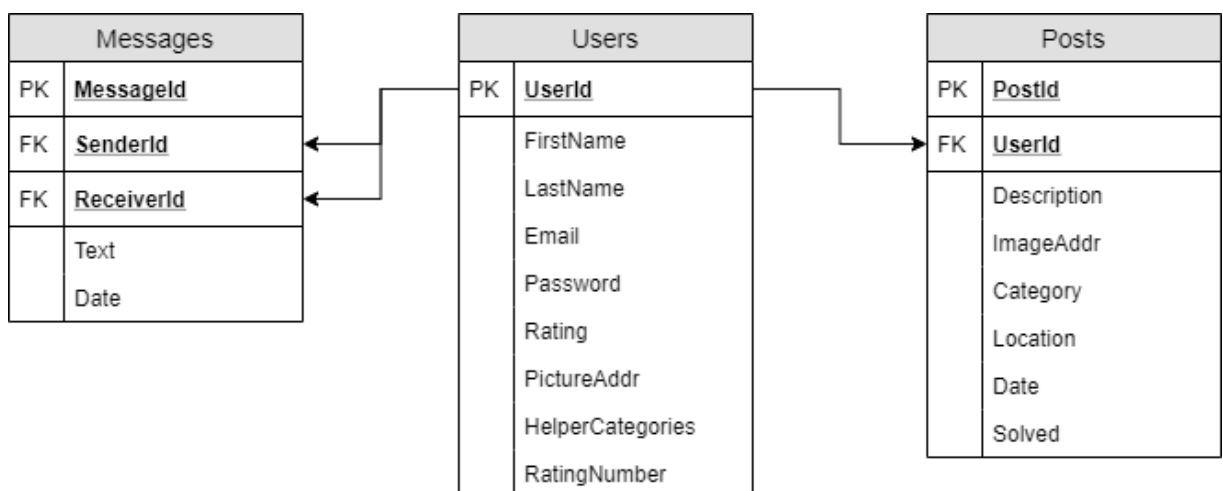 Messages
PK MessageId
FK SenderId
FK ReceiverId
Text
Date
Users
PK UserId
FirstName
LastName
Email
Password
Rating
PictureAddr
HelperCategories
RatingNumber
Posts
PK PostId
FK UserId
Description
ImageAddr
Category
Location
Date
Solved